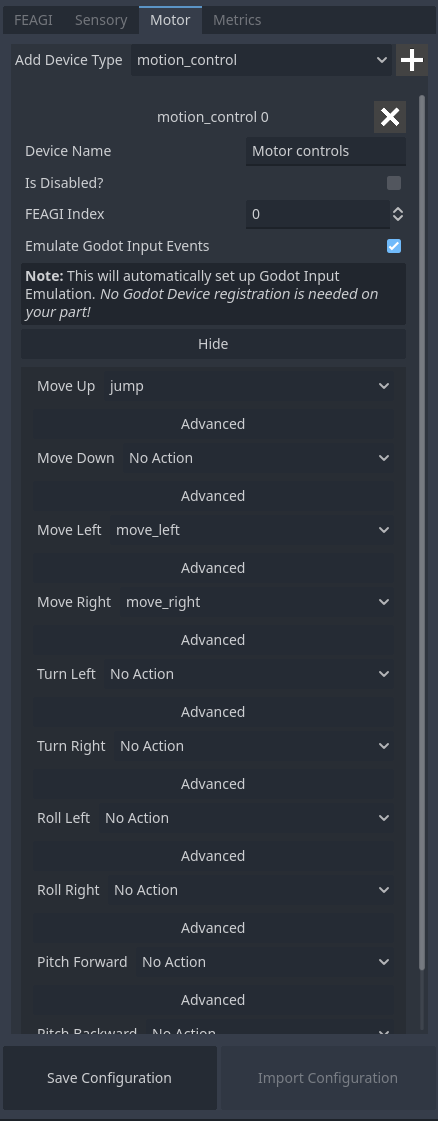 FEAGI Sensory Motor Metrics
Add Device Type motion_control
motion_control 0
Device Name Motor controls
Is Disabled?
FEAGI Index 0
Emulate Godot Input Events
Note: This will automatically set up Godot Input
Emulation. No Godot Device registration is needed on
your part!
Hide
Move Up jump
Advanced
Move Down No Action
Advanced
Move Left move_left
Advanced
Move Right move_right
Advanced
Turn Left No Action
Advanced
Turn Right No Action
Advanced
Roll Left No Action
Advanced
Roll Right No Action
Advanced
Pitch Forward No Action
Advanced
Pitch Backward No Action
Save Configuration Import Configuration